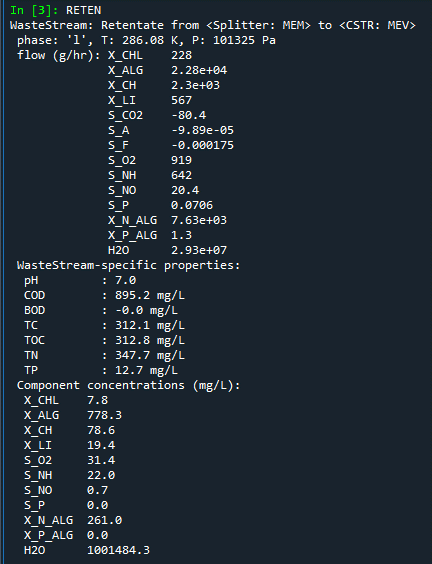 In [3]: RETEN
WasteStream: Retentate from <Splitter: MEM> to <CSTR: MEV>
phase: 'l', T: 286.08 K, P: 101325 Pa
flow (g/hr): X_CHL 228
X_ALG 2.28e+04
X_CH 2.3e+03
X_LI 567
S_CO2 -80.4
S_A -9.89e-05
S_F -0.000175
S_O2 919
S_NH 642
S_NO 20.4
S_P 0.0706
X_N_ALG 7.63e+03
X_P_ALG 1.3
H2O 2.93e+07
WasteStream-specific properties:
pH : 7.0
COD : 895.2 mg/L
BOD : -0.0 mg/L
TC : 312.1 mg/L
TOC : 312.8 mg/L
TN : 347.7 mg/L
TP : 12.7 mg/L
Component concentrations (mg/L):
X_CHL 7.8
X_ALG 778.3
X_CH 78.6
X_LI 19.4
S_O2 31.4
S_NH 22.0
S_NO 0.7
S_P 0.0
X_N_ALG 261.0
X_P_ALG 0.0
H2O 1001484.3